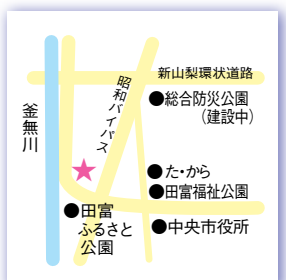 新山梨環状道路
昭和バイパス
●総合防災公園
(建設中)
釜無川
●た・から
●田富福祉公園
●田富
ふるさと
公園
●中央市役所